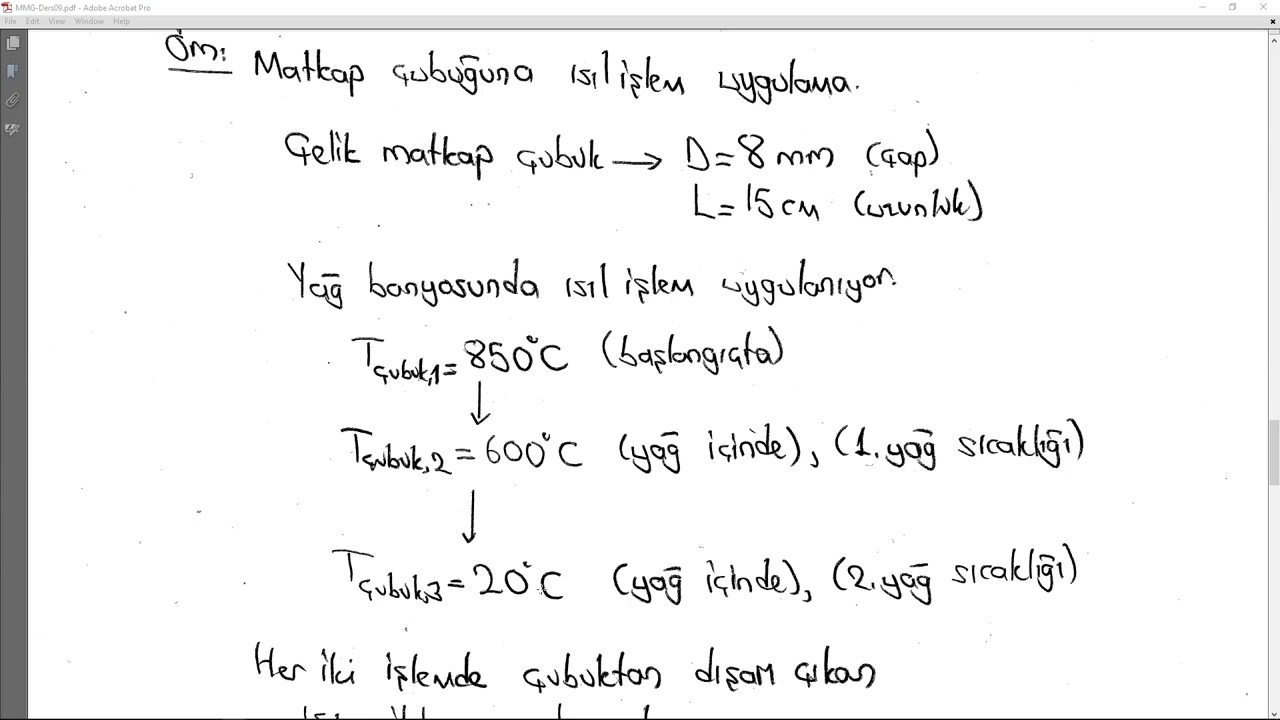 MMG-Ders09.pdf - Adobe Acrobat Pro
File Edit View Window Help
Örn: Matkap çubuğuna ısıl işlem uygulama.
Çelik matkap çubuk → D = 8 mm (çap)
L = 15 cm (uzunluk)
Yağ banyosunda ısıl işlem uygulanıyor.
Tçubuk,1 = 850°C (başlangıçta)
↓
Tçubuk,2 = 600°C (yağ içinde), (1. yağ sıcaklığı)
↓
Tçubuk,3 = 20°C (yağ içinde), (2. yağ sıcaklığı)
Her iki işlemde çubuktan dışarı çıkan